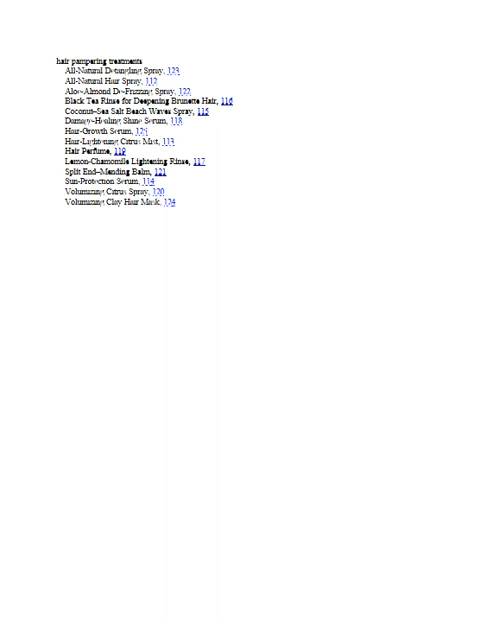 hair pampering treatments
All-Natural Detangling Spray, 123
All-Natural Hair Spray, 112
Aloe-Almond De-Frizzing Spray, 122
Black Tea Rinse for Deepening Brunette Hair, 116
Coconut–Sea Salt Beach Waves Spray, 115
Damage-Healing Shine Serum, 118
Hair-Growth Serum, 125
Hair-Lightening Citrus Mist, 113
Hair Perfume, 119
Lemon-Chamomile Lightening Rinse, 117
Split End–Mending Balm, 121
Sun-Protection Serum, 114
Volumizing Citrus Spray, 120
Volumizing Clay Hair Mask, 124